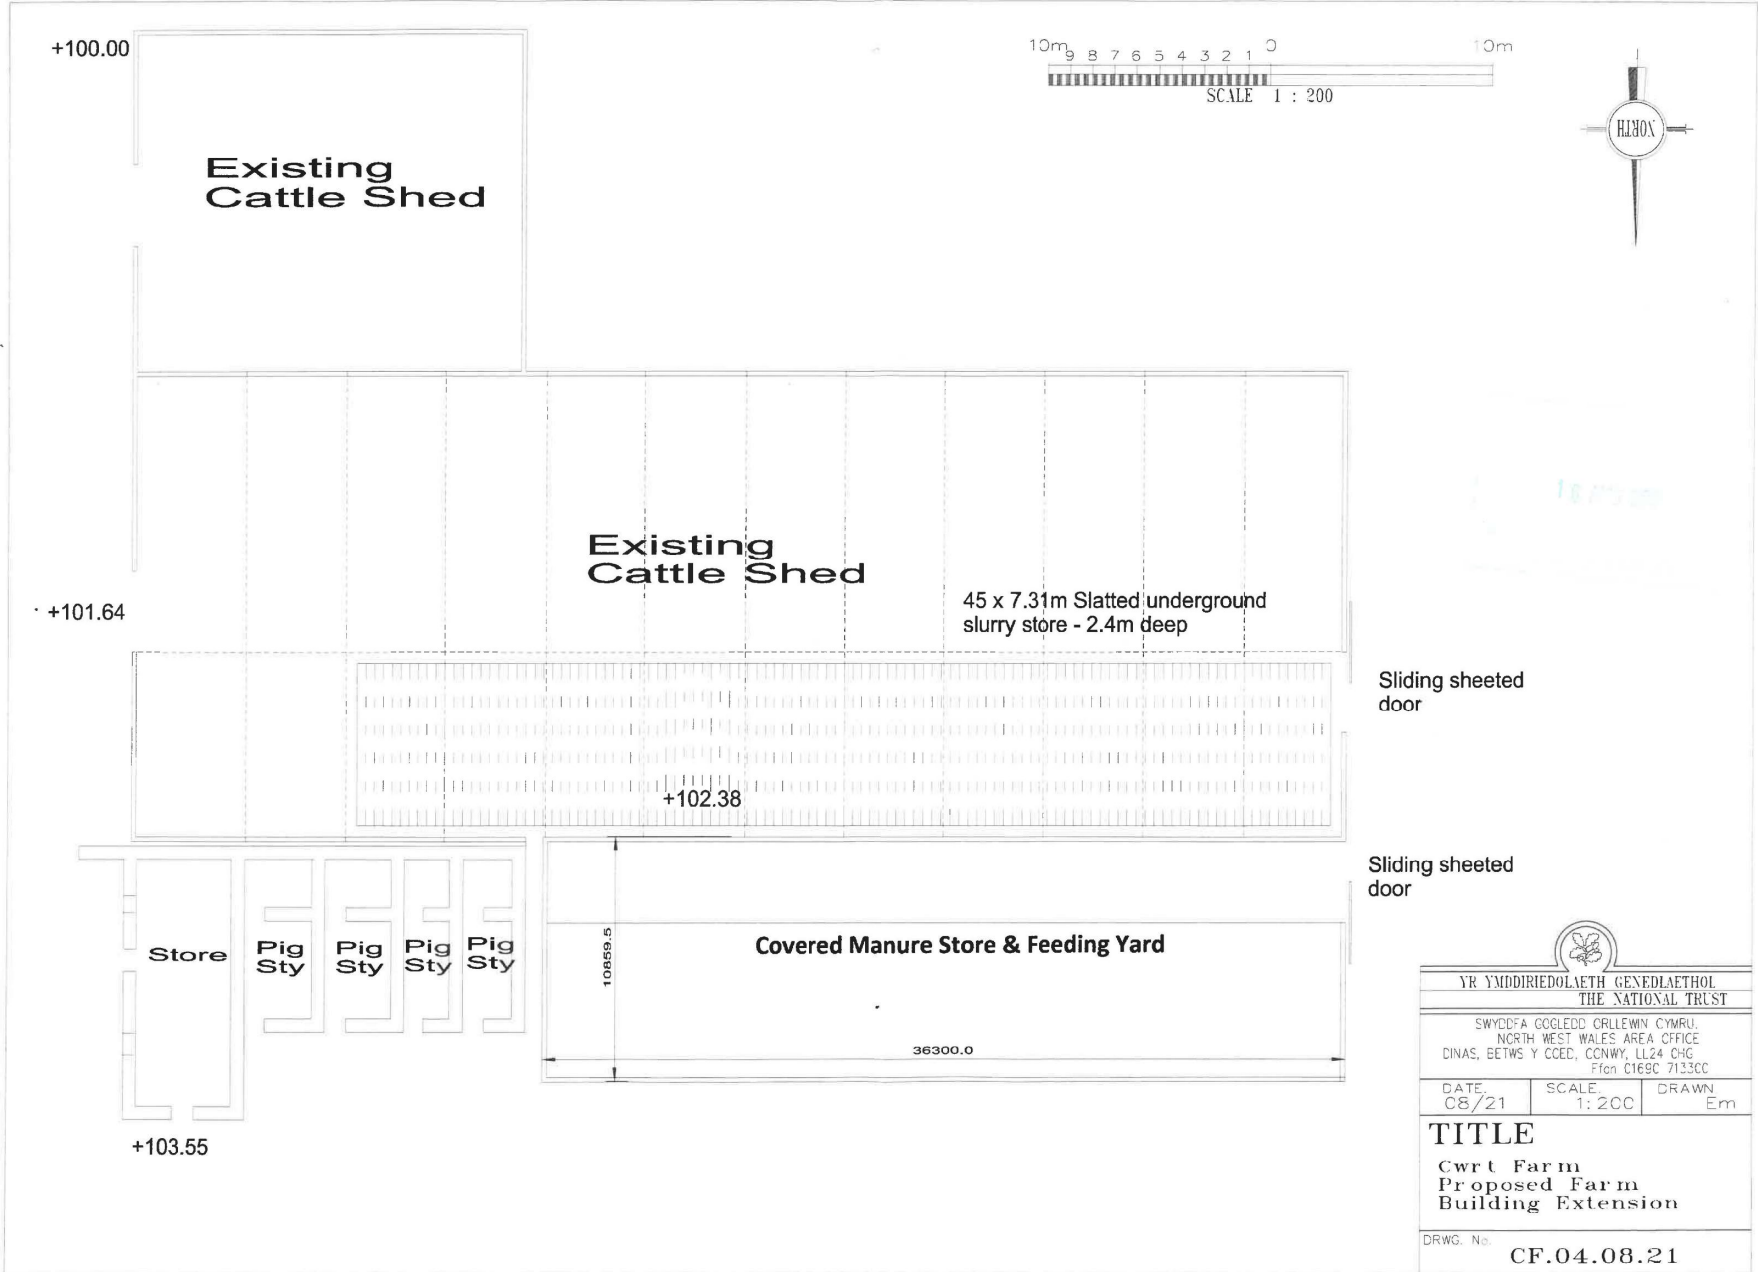 +100.00
10m 9 8 7 6 5 4 3 2 1 0 10m
SCALE 1 : 200
NORTH
Existing
Cattle Shed
Existing
Cattle Shed
45 x 7.31m Slatted underground
slurry store - 2.4m deep
+101.64
Sliding sheeted
door
+102.38
Sliding sheeted
door
Store
Pig
Sty
Pig
Sty
Pig
Sty
Pig
Sty
10859.5
Covered Manure Store & Feeding Yard
36300.0
+103.55
YR YMDDIRIEDOLAETH GENEDLAETHOL
THE NATIONAL TRUST
SWYDDFA GOGLEDD ORLLEWIN CYMRU.
NORTH WEST WALES AREA OFFICE
DINAS, BETWS Y COED, CONWY, LL24 0HG
Ffon 01690 713300
DATE. SCALE. DRAWN
08/21 1:200 Em
TITLE
Cwrt Farm
Proposed Farm
Building Extension
DRWG. No.
CF.04.08.21